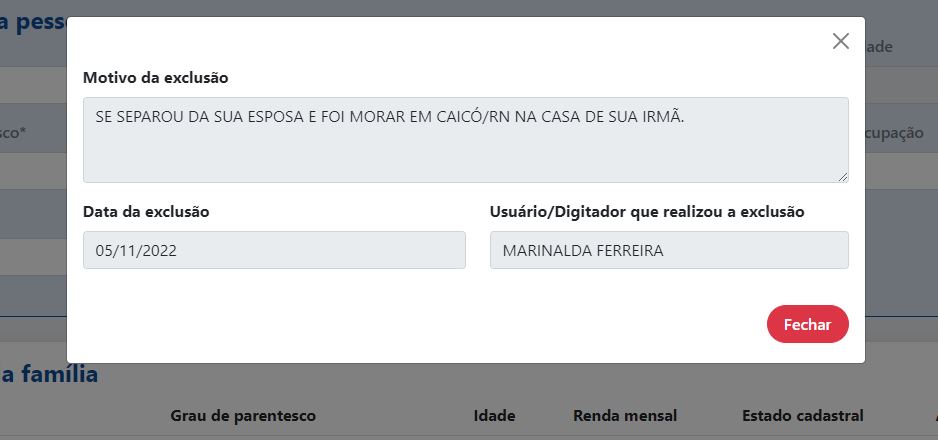 a pess
dade
Motivo da exclusão
SE SEPAROU DA SUA ESPOSA E FOI MORAR EM CAICÓ/RN NA CASA DE SUA IRMÃ.
sco*
cupação
Data da exclusão
Usuário/Digitador que realizou a exclusão
05/11/2022
MARINALDA FERREIRA
Fechar
a família
Grau de parentesco
Idade
Renda mensal
Estado cadastral